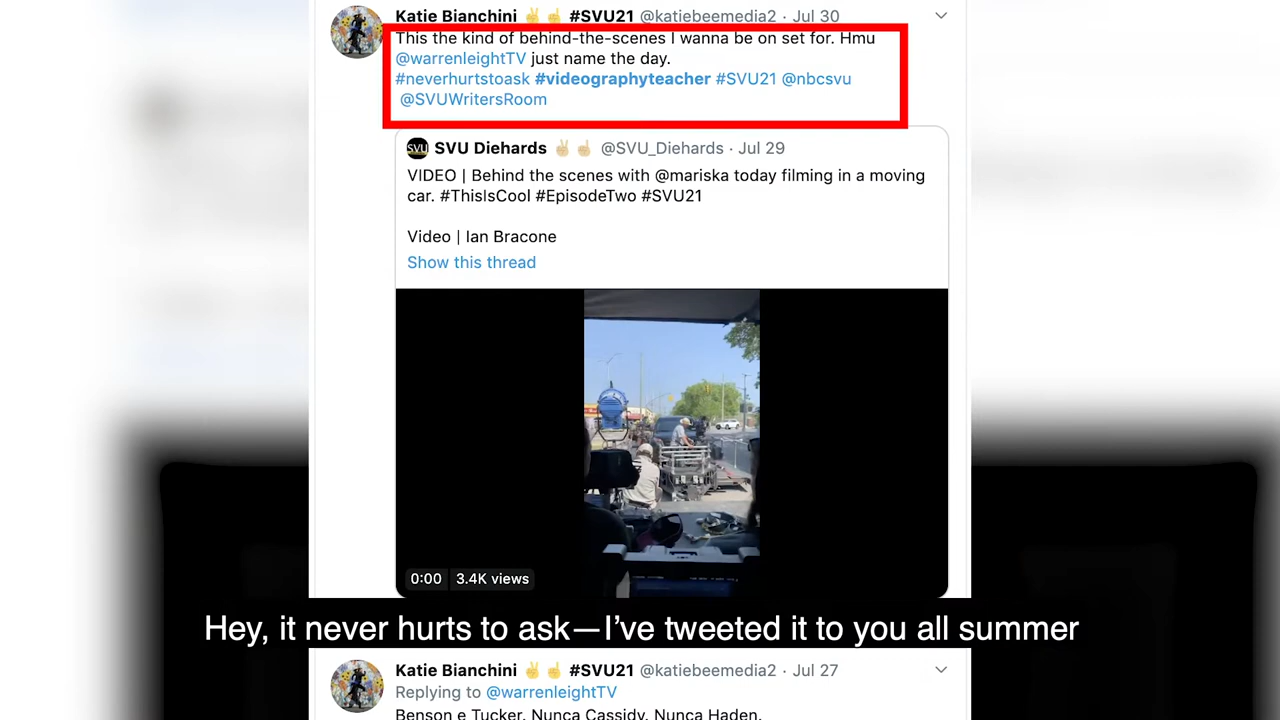 Katie Bianchini ✌🏻☝🏻 #SVU21 @katiebeemedia2 · Jul 30
This the kind of behind-the-scenes I wanna be on set for. Hmu
@warrenleightTV just name the day.
#neverhurtstoask #videographyteacher #SVU21 @nbcsvu
@SVUWritersRoom
SVU SVU Diehards ✌🏻☝🏻 @SVU_Diehards · Jul 29
VIDEO | Behind the scenes with @mariska today filming in a moving
car. #ThisIsCool #EpisodeTwo #SVU21
Video | Ian Bracone
Show this thread
0:00 3.4K views
Hey, it never hurts to ask—I've tweeted it to you all summer
Katie Bianchini ✌🏻☝🏻 #SVU21 @katiebeemedia2 · Jul 27
Replying to @warrenleightTV
Benson e Tucker. Nunca Cassidy. Nunca Haden.